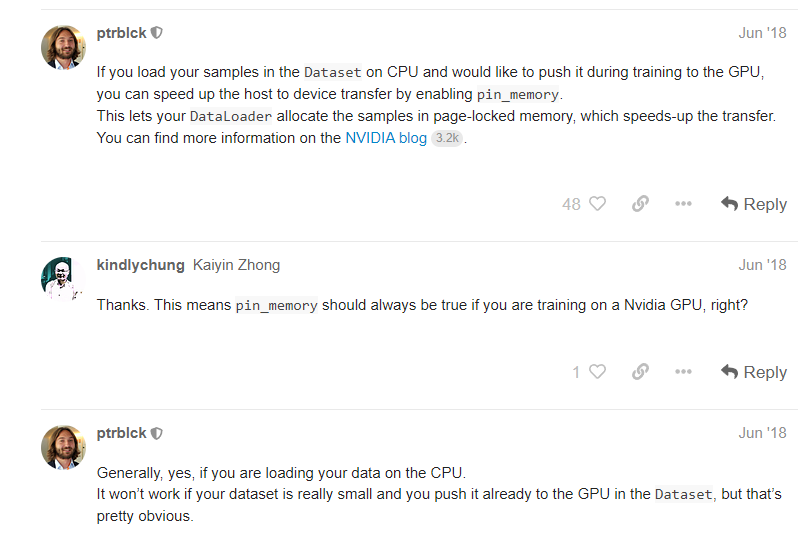 ptrblck Jun '18
If you load your samples in the Dataset on CPU and would like to push it during training to the GPU,
you can speed up the host to device transfer by enabling pin_memory.
This lets your DataLoader allocate the samples in page-locked memory, which speeds-up the transfer.
You can find more information on the NVIDIA blog 3.2k.
48 Reply
kindlychung Kaiyin Zhong Jun '18
Thanks. This means pin_memory should always be true if you are training on a Nvidia GPU, right?
1 Reply
ptrblck Jun '18
Generally, yes, if you are loading your data on the CPU.
It won’t work if your dataset is really small and you push it already to the GPU in the Dataset, but that’s
pretty obvious.